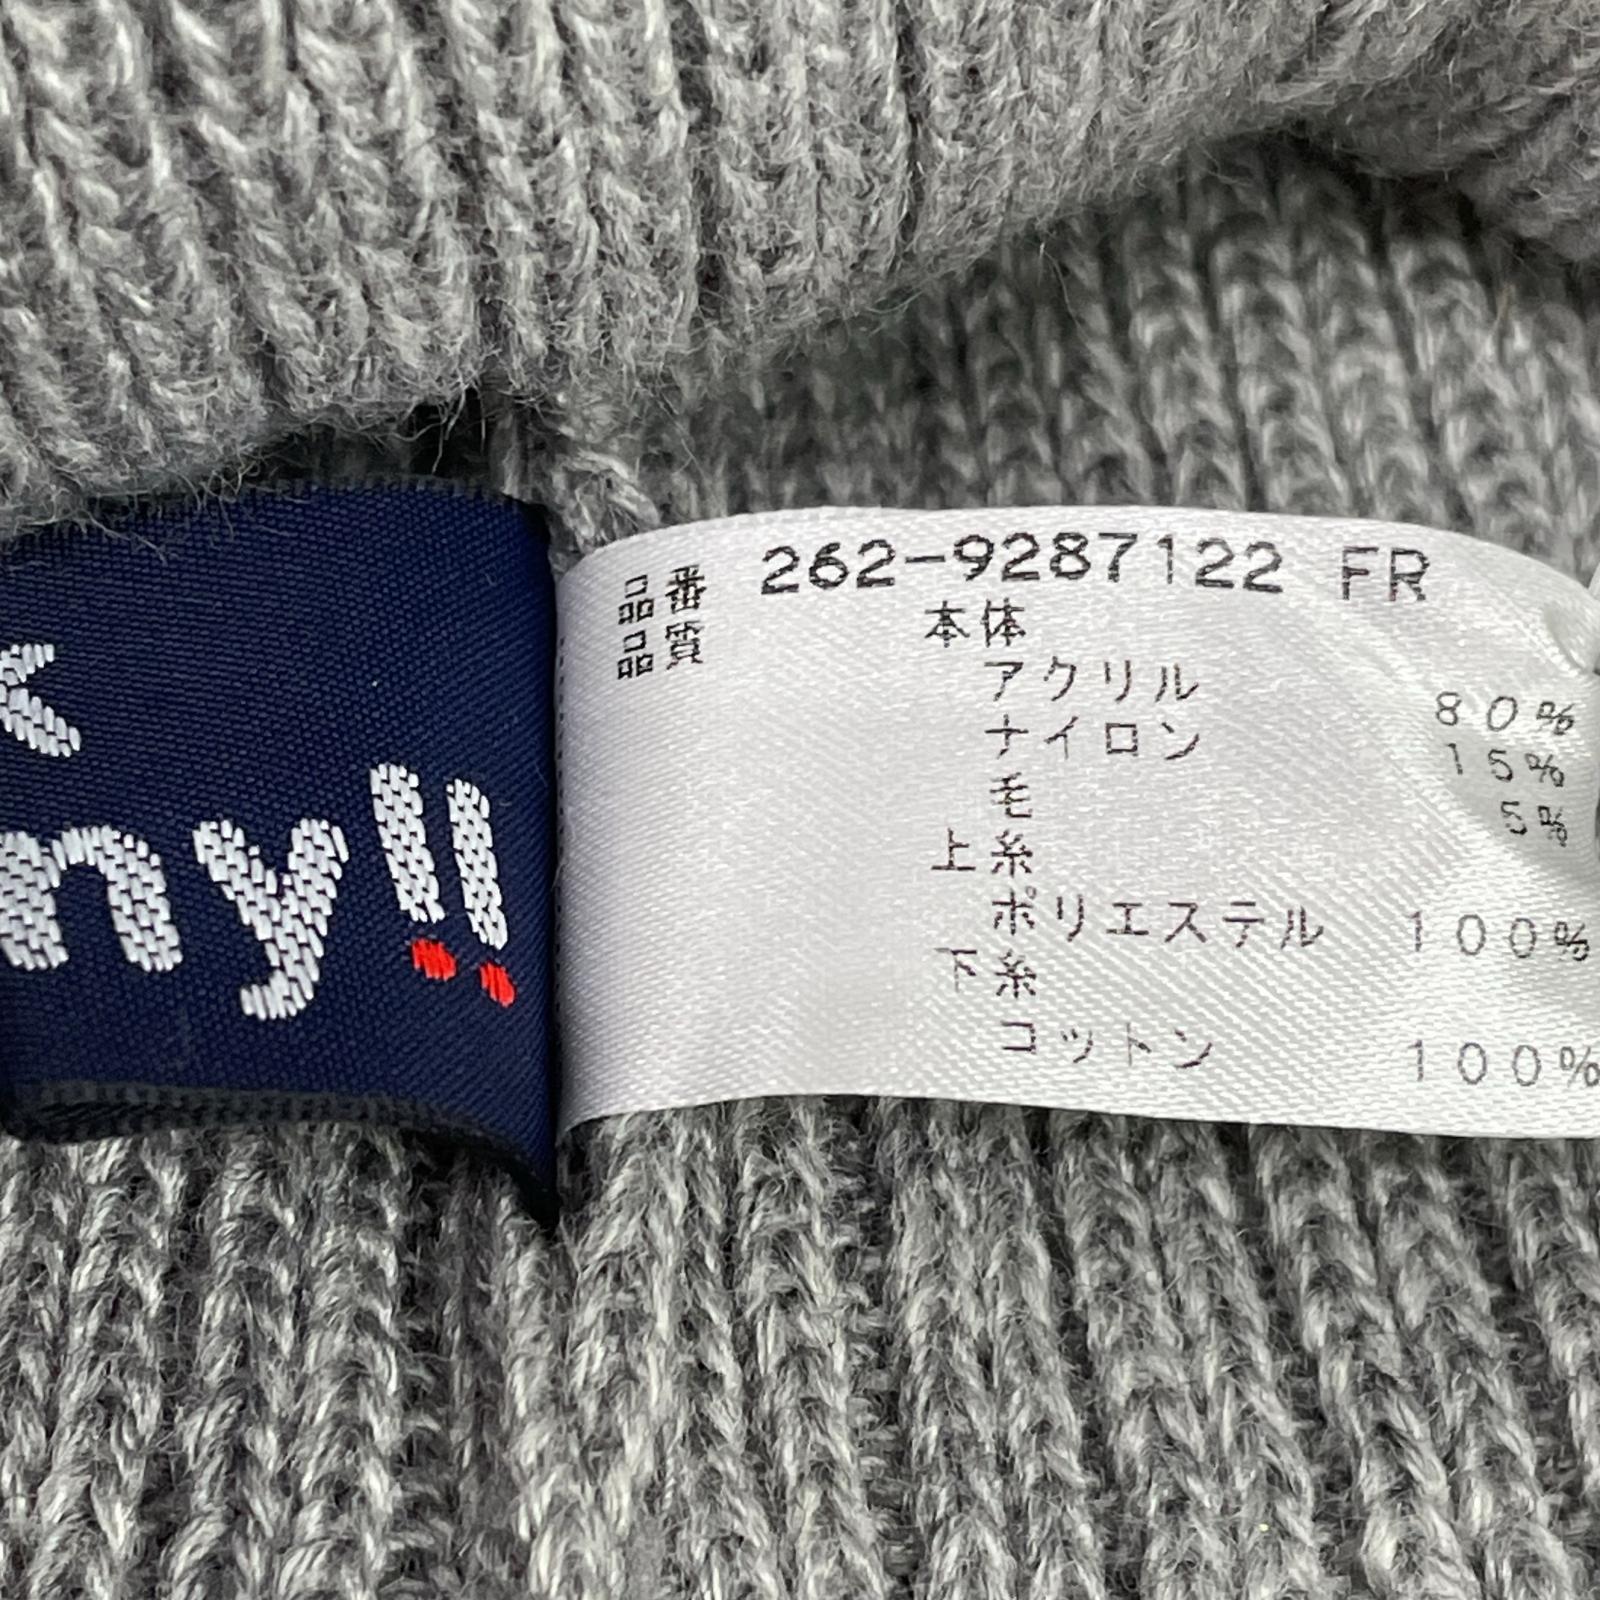 ny!!
品番 262-9287122 FR
品質 本体
アクリル 80%
ナイロン 15%
毛 5%
上糸
ポリエステル 100%
下糸
コットン 100%